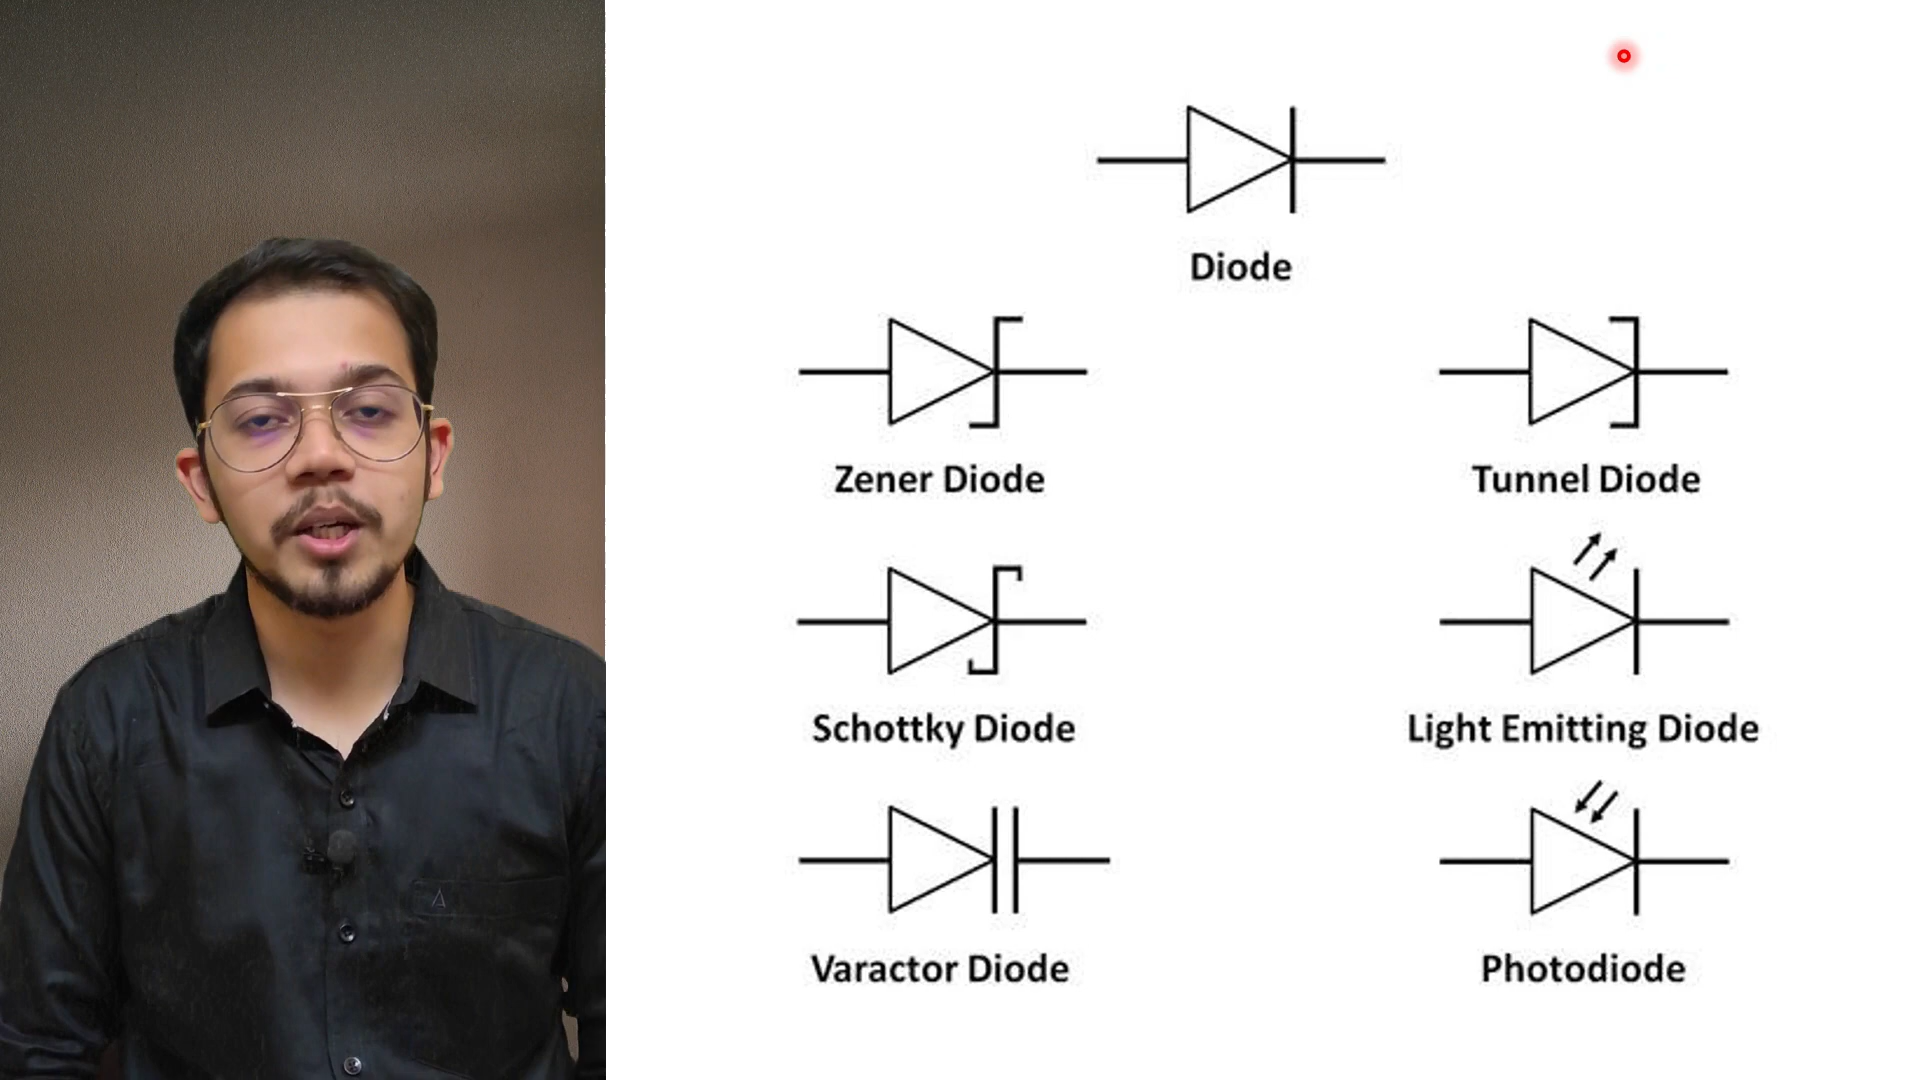 Diode
Zener Diode
Tunnel Diode
Schottky Diode
Light Emitting Diode
Varactor Diode
Photodiode